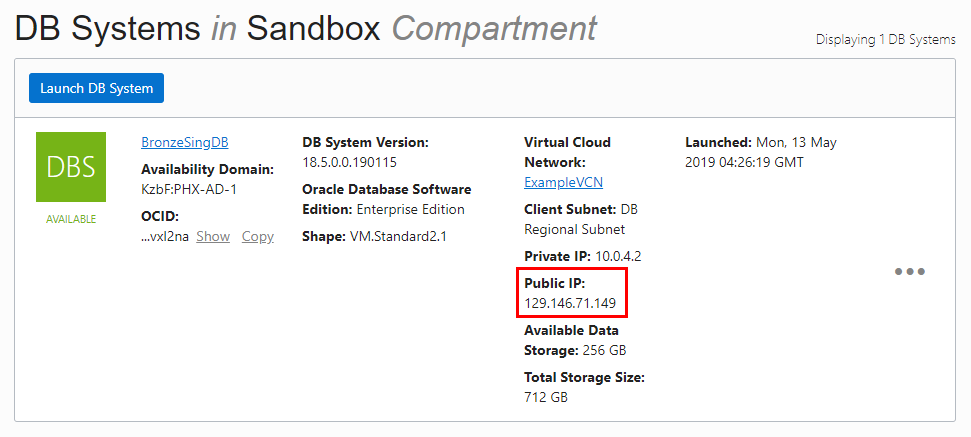 DB Systems in Sandbox Compartment
Displaying 1 DB Systems
Launch DB System
DBS
AVAILABLE
BronzeSingDB
Availability Domain:
KzbF:PHX-AD-1
OCID:
...vxl2na Show Copy
DB System Version:
18.5.0.0.190115
Oracle Database Software
Edition: Enterprise Edition
Shape: VM.Standard2.1
Virtual Cloud
Network:
ExampleVCN
Client Subnet: DB
Regional Subnet
Private IP: 10.0.4.2
Public IP:
129.146.71.149
Available Data
Storage: 256 GB
Total Storage Size:
712 GB
Launched: Mon, 13 May
2019 04:26:19 GMT